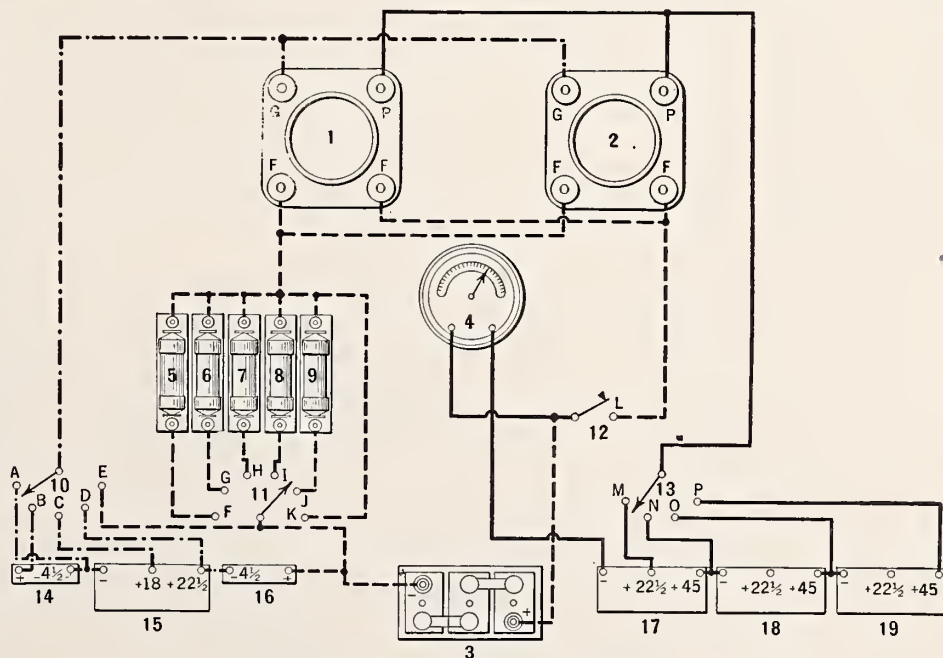 G P
1
F F
G P
2
F F
4
5 6 7 8 9
L
12
A B 10 C D E
G H I
11
F J
K
13
M N O P
+ -4½-
14
- +18 +22½
15
-4½ +
16
- +
3
- +22½ +45
17
- +22½ +45
18
- +22½ +45
19